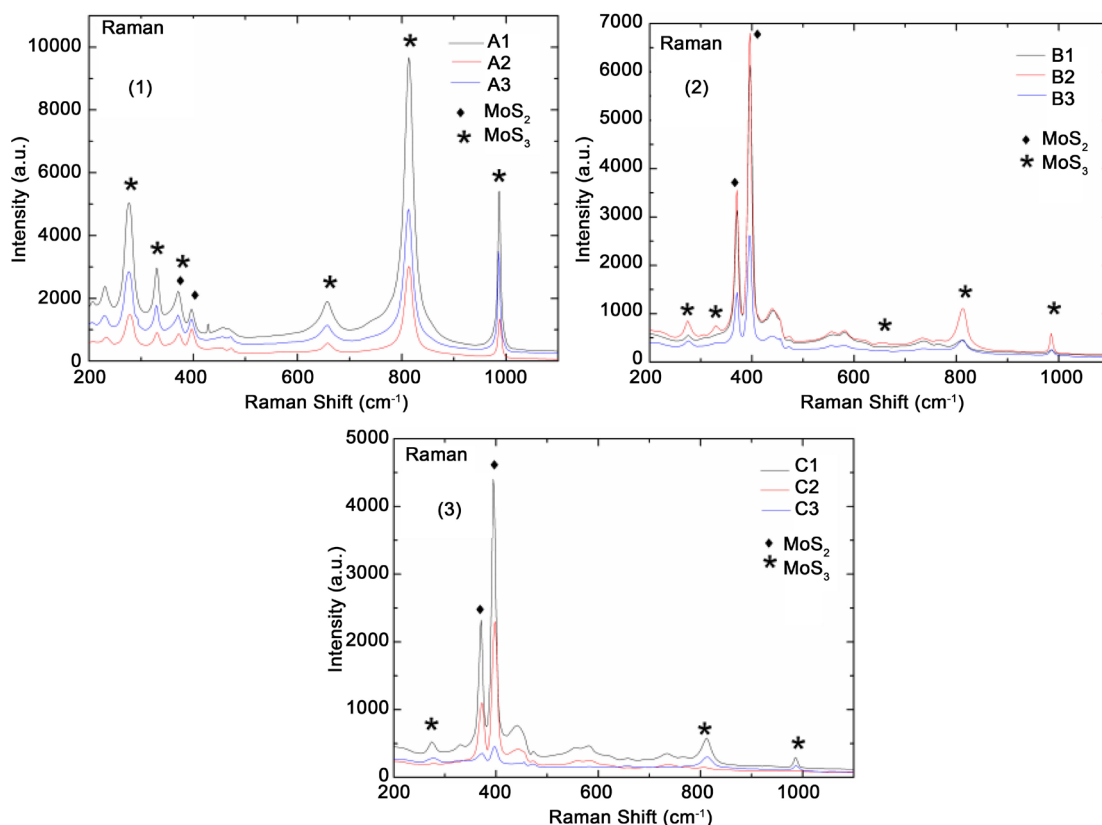 Raman
(1)
A1
A2
A3
♦ MoS₂
* MoS₃
10000
8000
6000
4000
2000
0
Intensity (a.u.)
200 400 600 800 1000
Raman Shift (cm⁻¹)
Raman
(2)
B1
B2
B3
♦ MoS₂
* MoS₃
7000
6000
5000
4000
3000
2000
1000
0
Intensity (a.u.)
200 400 600 800 1000
Raman Shift (cm⁻¹)
Raman
(3)
C1
C2
C3
♦ MoS₂
* MoS₃
5000
4000
3000
2000
1000
0
Intensity (a.u.)
200 400 600 800 1000
Raman Shift (cm⁻¹)